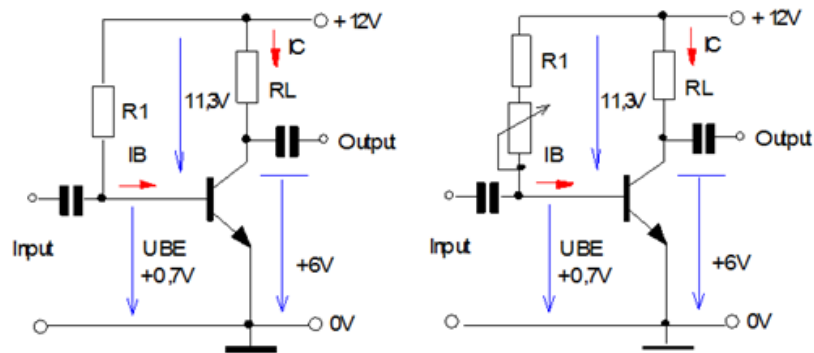 +12V
IC
R1
11,3V
RL
Output
IB
Input
UBE
+0,7V
+6V
0V
+12V
IC
R1
11,3V
RL
Output
IB
Input
UBE
+0,7V
+6V
0V